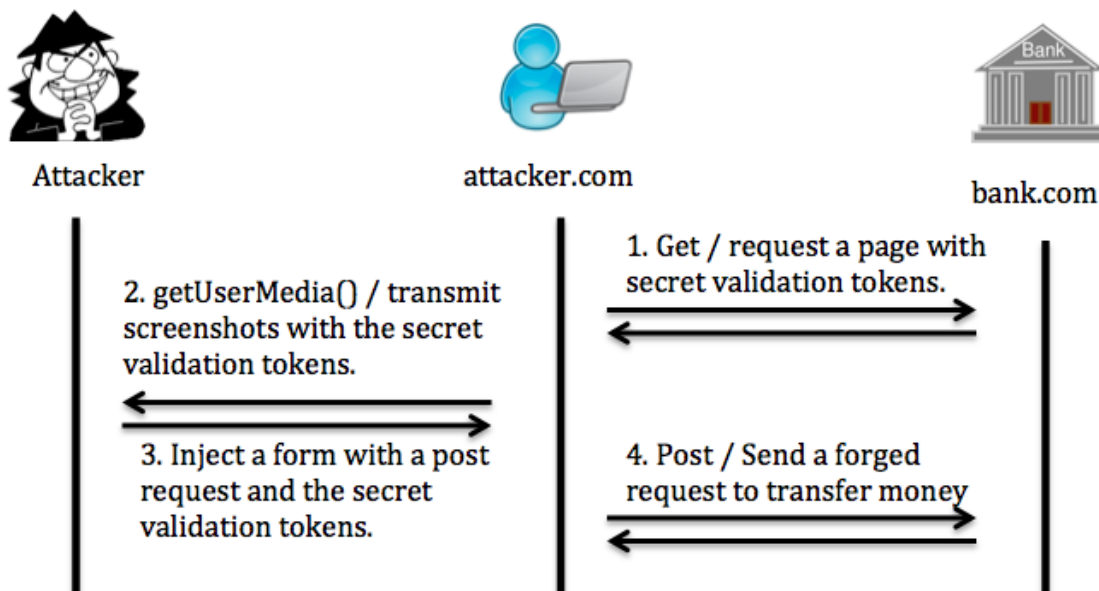 Bank
Attacker
attacker.com
bank.com
1. Get / request a page with
secret validation tokens.
2. getUserMedia() / transmit
screenshots with the secret
validation tokens.
3. Inject a form with a post
request and the secret
validation tokens.
4. Post / Send a forged
request to transfer money